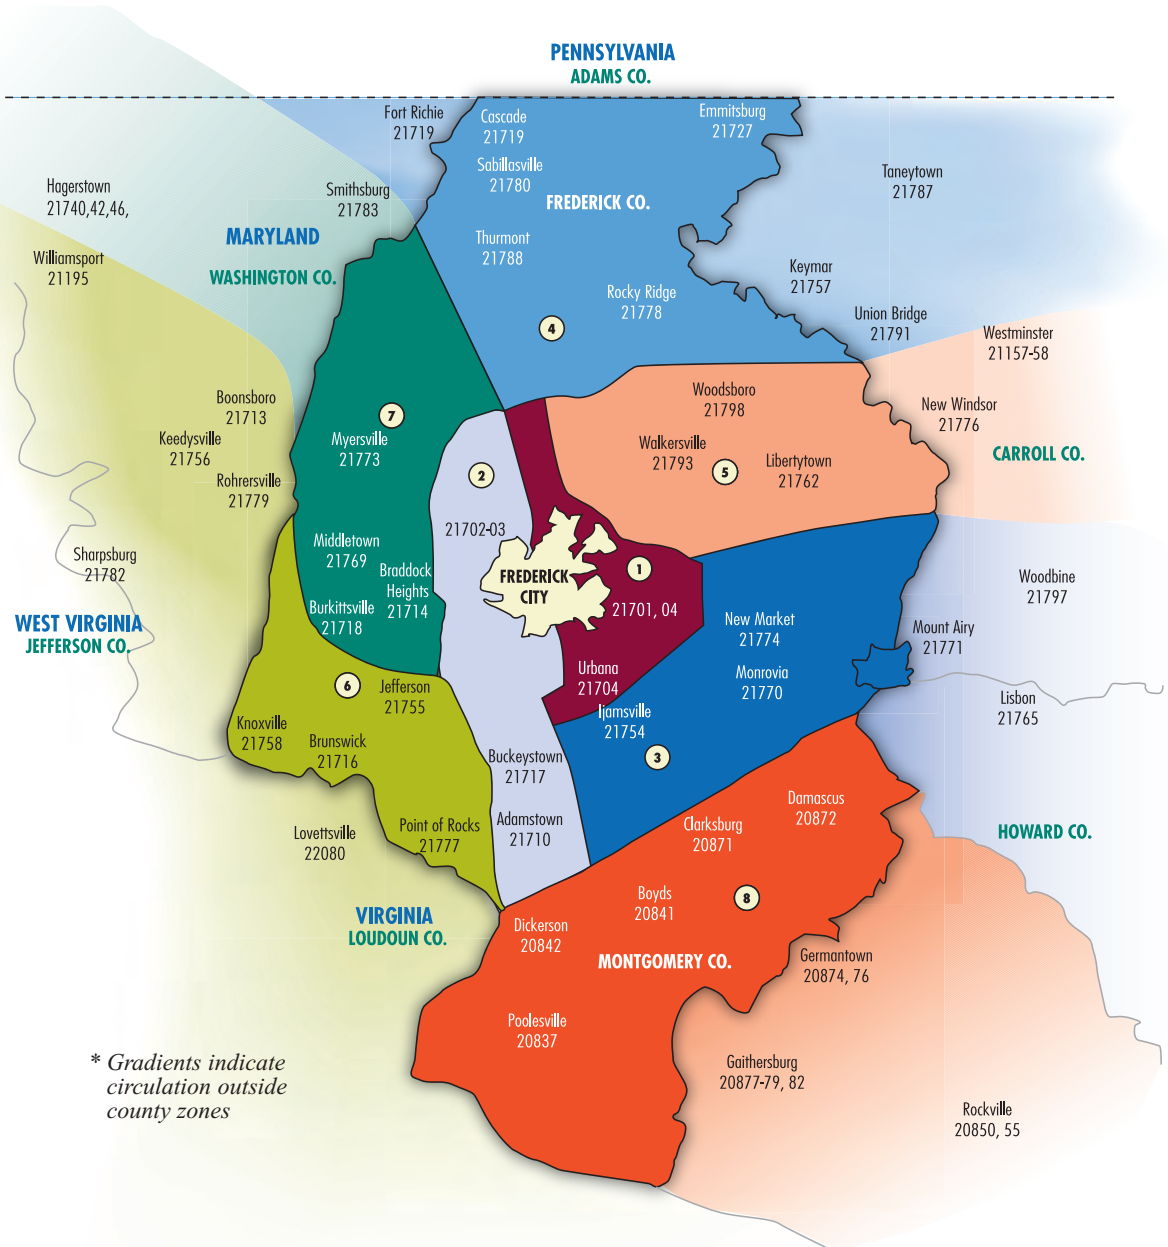 PENNSYLVANIA
ADAMS CO.
Fort Richie
21719
Cascade
21719
Emmitsburg
21727
Sabillasville
21780
Taneytown
21787
Hagerstown
21740,42,46,
Smithsburg
21783
FREDERICK CO.
MARYLAND
WASHINGTON CO.
Thurmont
21788
Williamsport
21195
Keymar
21757
Rocky Ridge
21778
Union Bridge
21791
4
Westminster
21157-58
Boonsboro
21713
Woodsboro
21798
New Windsor
21776
7
Myersville
21773
Keedysville
21756
Walkersville
21793
Libertytown
21762
5
CARROLL CO.
Rohrersville
21779
2
21702-03
Middletown
21769
Sharpsburg
21782
Braddock
Heights
21714
FREDERICK
CITY
1
21701, 04
Woodbine
21797
Burkittsville
21718
WEST VIRGINIA
JEFFERSON CO.
New Market
21774
Mount Airy
21771
Urbana
21704
Monrovia
21770
6
Jefferson
21755
Lisbon
21765
Ijamsville
21754
Knoxville
21758
Brunswick
21716
Buckeystown
21717
3
Damascus
20872
Lovettsville
22080
Point of Rocks
21777
Adamstown
21710
Clarksburg
20871
HOWARD CO.
Boyds
20841
8
VIRGINIA
LOUDOUN CO.
Dickerson
20842
MONTGOMERY CO.
Germantown
20874, 76
Poolesville
20837
* Gradients indicate
circulation outside
county zones
Gaithersburg
20877-79, 82
Rockville
20850, 55